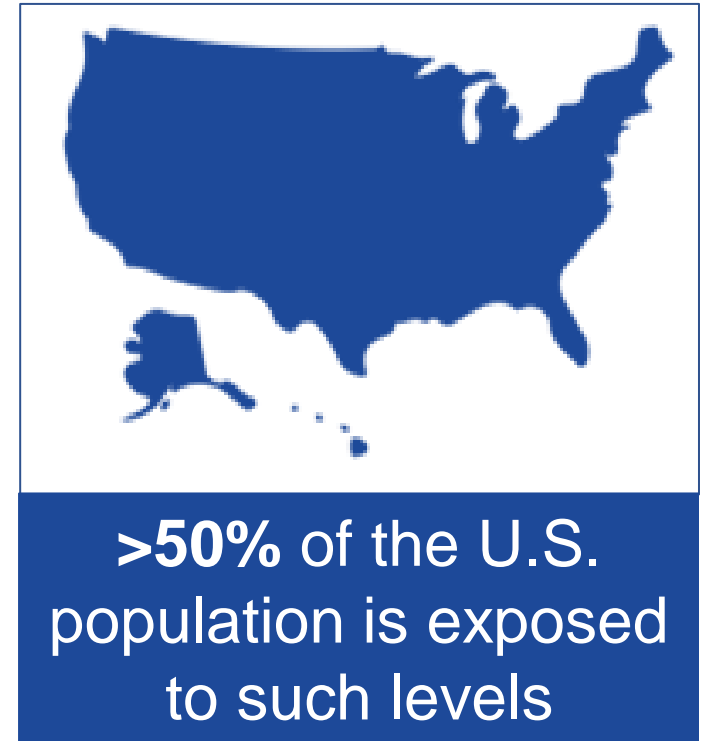 >50% of the U.S.
population is exposed
to such levels